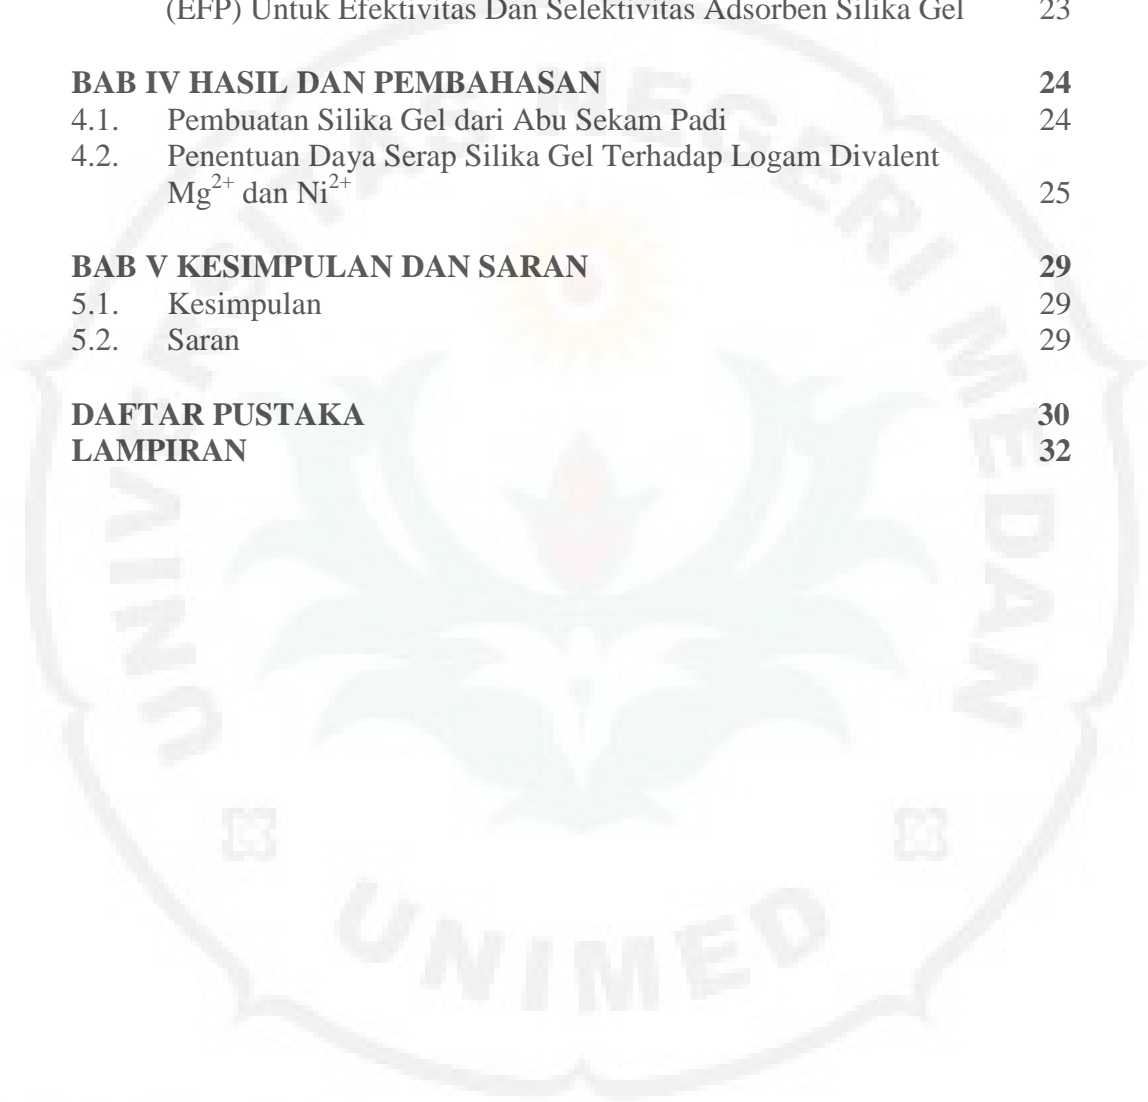 (EFP) Untuk Efektivitas Dan Selektivitas Adsorben Silika Gel 23
BAB IV HASIL DAN PEMBAHASAN 24
4.1. Pembuatan Silika Gel dari Abu Sekam Padi 24
4.2. Penentuan Daya Serap Silika Gel Terhadap Logam Divalent
Mg²⁺ dan Ni²⁺ 25
BAB V KESIMPULAN DAN SARAN 29
5.1. Kesimpulan 29
5.2. Saran 29
DAFTAR PUSTAKA 30
LAMPIRAN 32
UNIVERSITAS NEGERI MEDAN
UNIMED